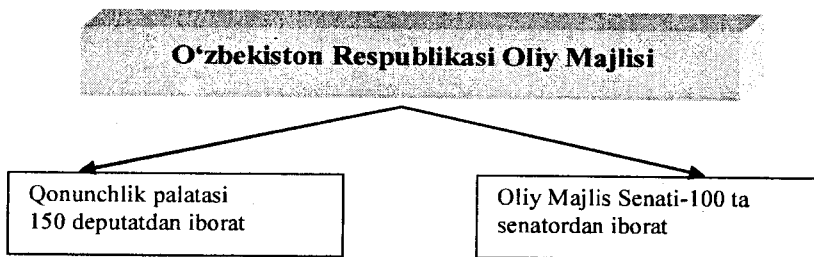 O‘zbekiston Respublikasi Oliy Majlisi
Qonunchlik palatasi
150 deputatdan iborat
Oliy Majlis Senati-100 ta
senatordan iborat